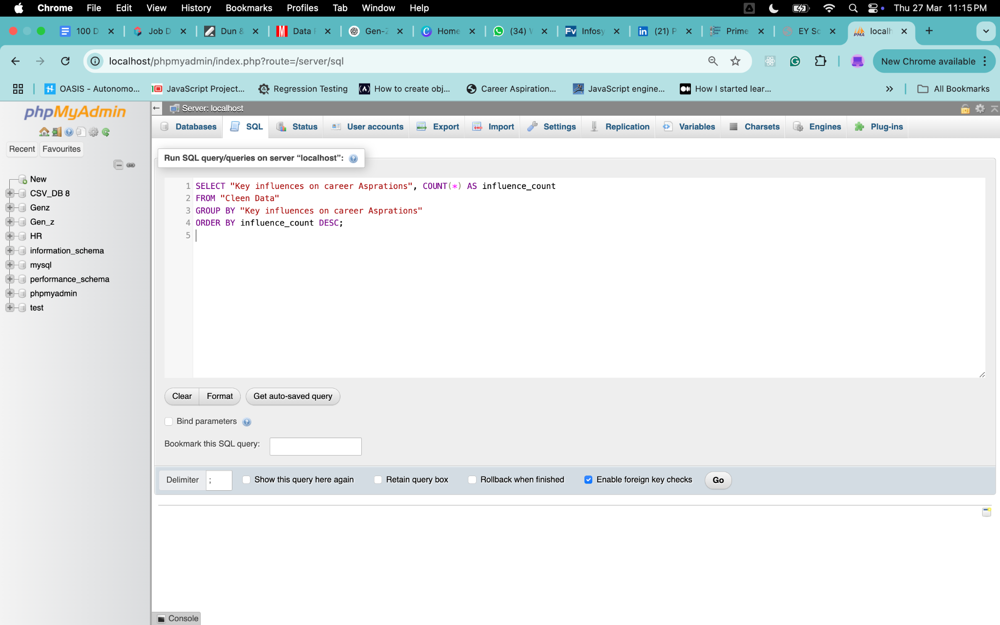 Chrome File Edit View History Bookmarks Profiles Tab Window Help Thu 27 Mar 11:15 PM
100 D Job D Dun & Data Gen-Z Home (34) Infosy (21) P Prime EY Sc localh
localhost/phpmyadmin/index.php?route=/server/sql New Chrome available
OASIS - Autonomo... JavaScript Project... Regression Testing How to create obj... Career Aspiration... JavaScript engine... How I started lear... » All Bookmarks
phpMyAdmin
Recent Favourites
New
CSV_DB 8
Genz
Gen_z
HR
information_schema
mysql
performance_schema
phpmyadmin
test
Server: localhost
Databases SQL Status User accounts Export Import Settings Replication Variables Charsets Engines Plug-ins
Run SQL query/queries on server “localhost”:
1 SELECT "Key influences on career Asprations", COUNT(*) AS influence_count
2 FROM "Cleen Data"
3 GROUP BY "Key influences on career Asprations"
4 ORDER BY influence_count DESC;
5
Clear Format Get auto-saved query
Bind parameters
Bookmark this SQL query:
Delimiter ; Show this query here again Retain query box Rollback when finished Enable foreign key checks Go
Console